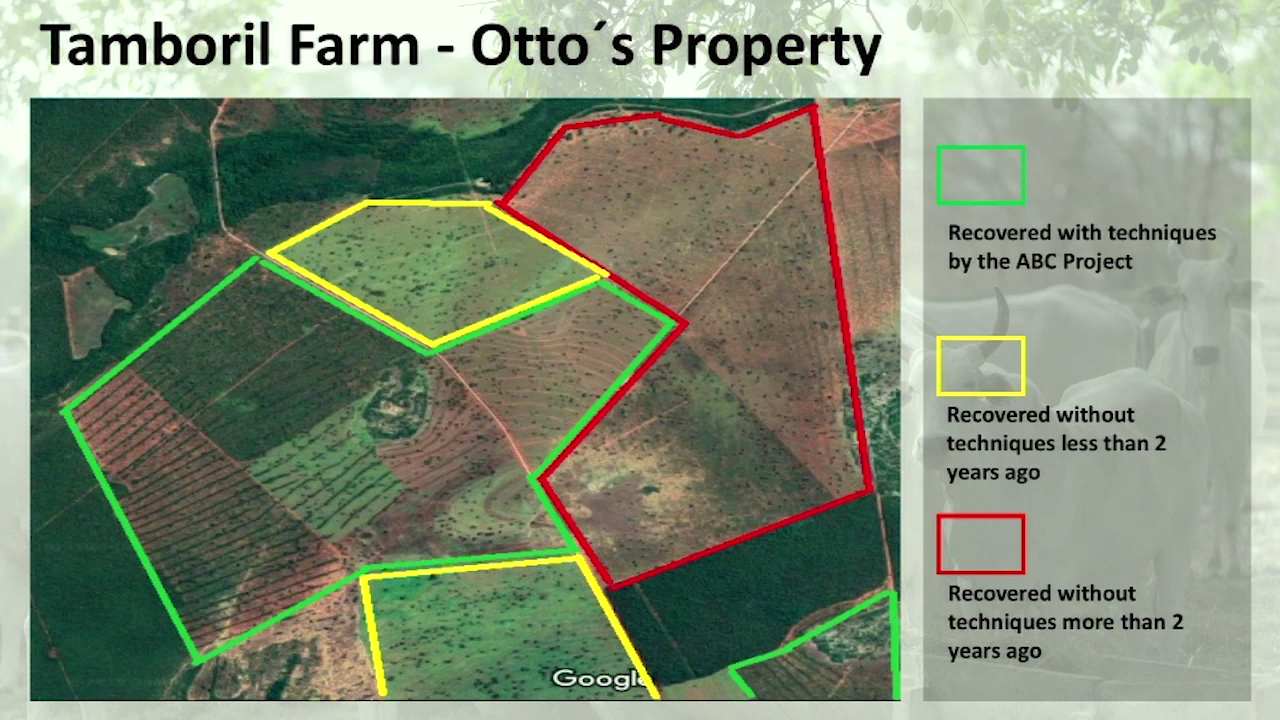 Tamboril Farm - Otto´s Property
Recovered with techniques
by the ABC Project
Recovered without
techniques less than 2
years ago
Recovered without
techniques more than 2
years ago
Google